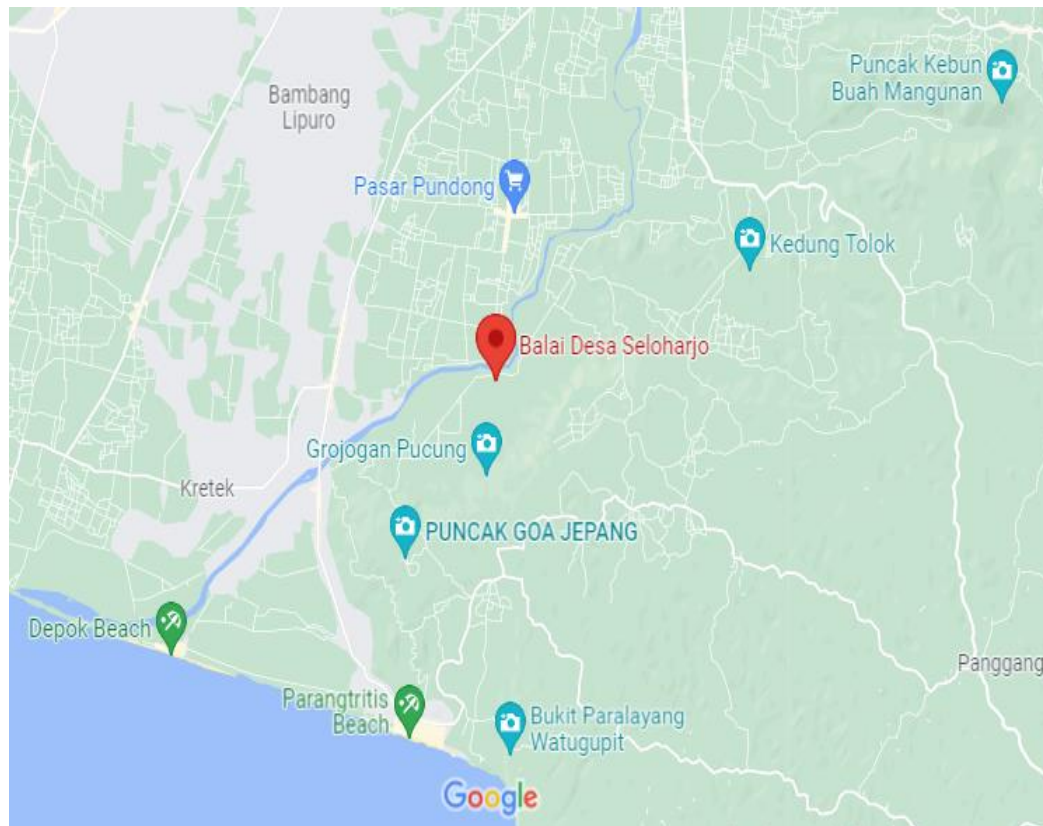 Puncak Kebun
Buah Mangunan
Bambang
Lipuro
Pasar Pundong
Kedung Tolok
Balai Desa Seloharjo
Grojogan Pucung
Kretek
PUNCAK GOA JEPANG
Depok Beach
Panggang
Parangtritis
Beach
Bukit Paralayang
Watugupit
Google